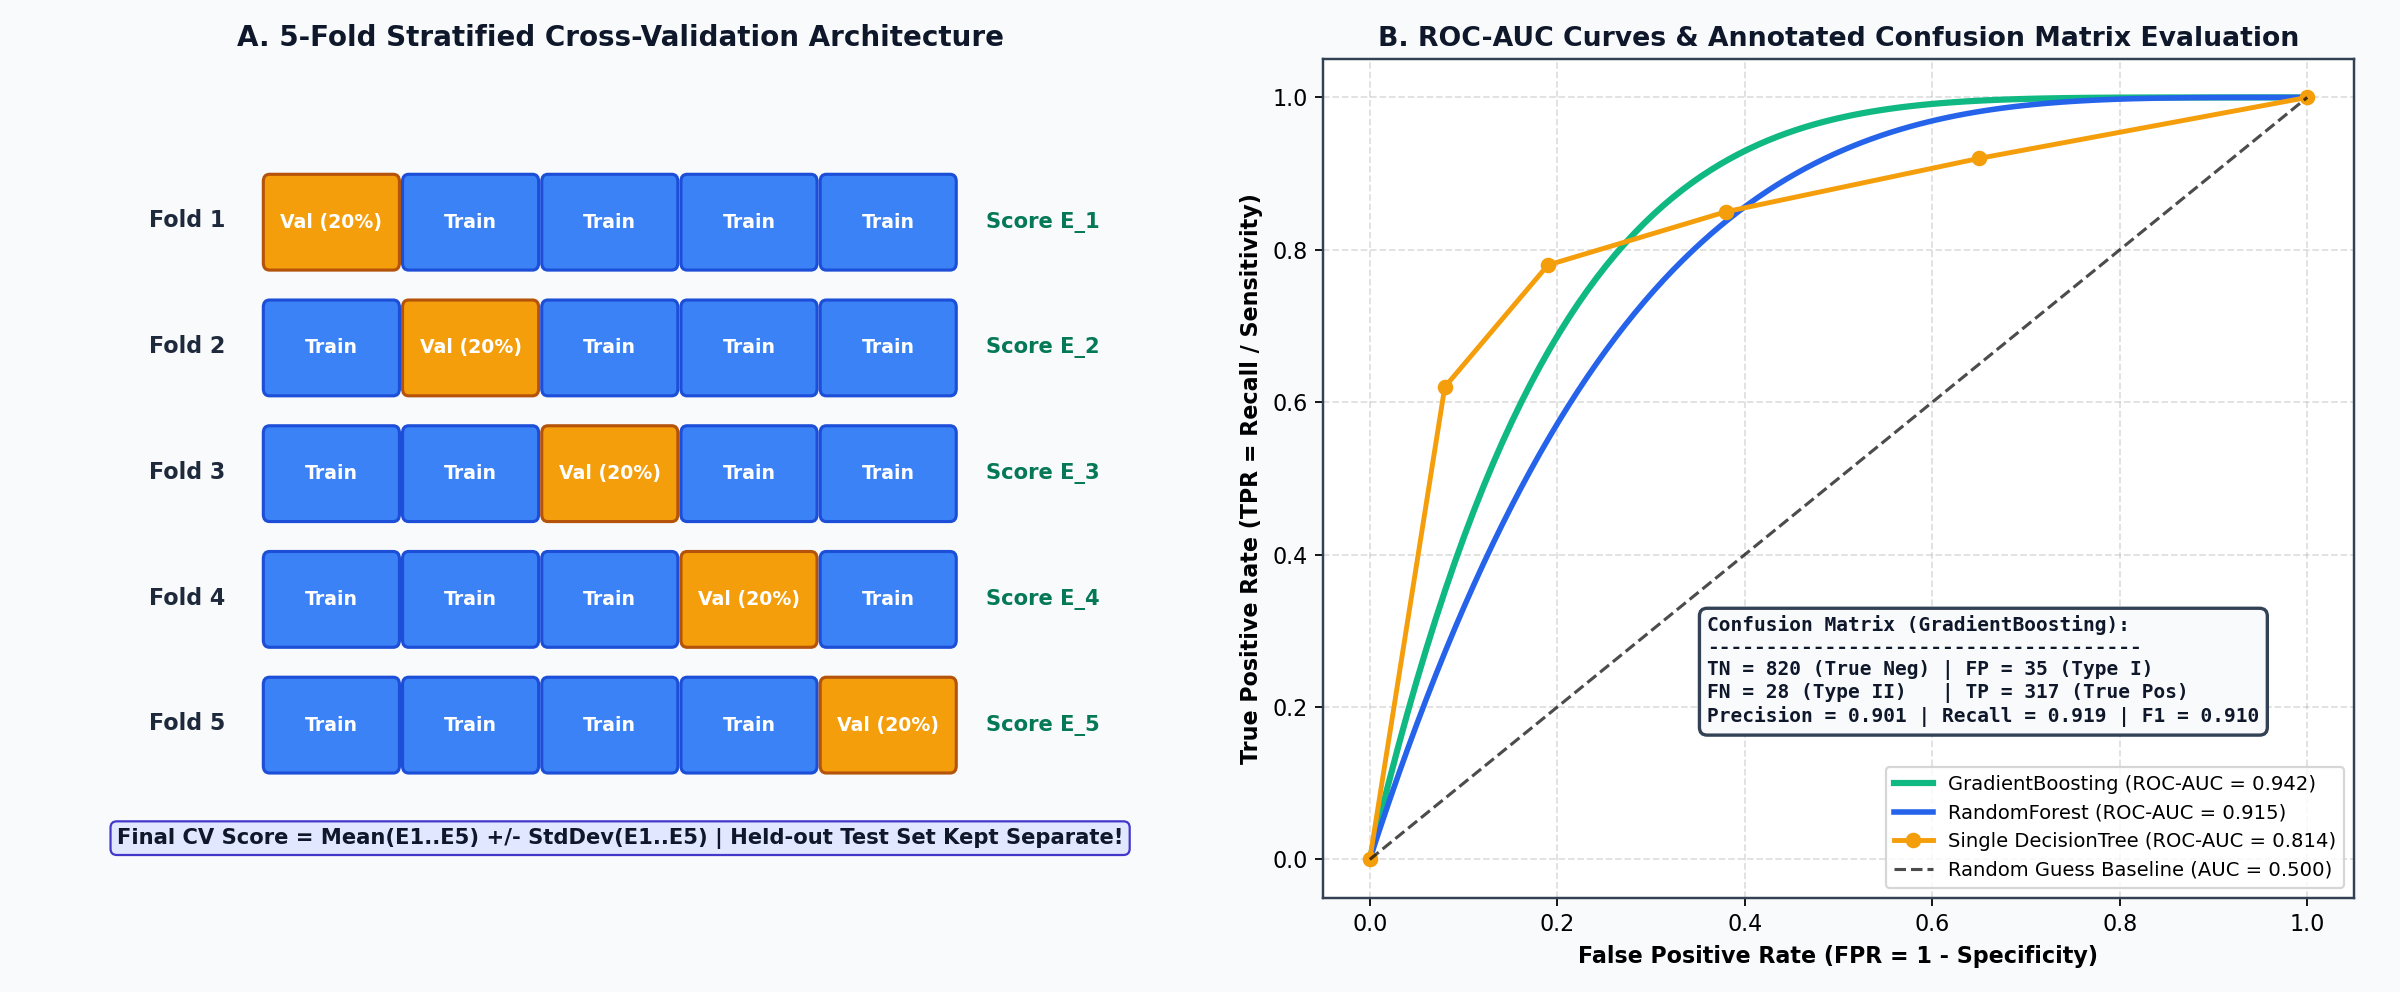 A. 5-Fold Stratified Cross-Validation Architecture
Fold 1 Val (20%) Train Train Train Train Score E_1
Fold 2 Train Val (20%) Train Train Train Score E_2
Fold 3 Train Train Val (20%) Train Train Score E_3
Fold 4 Train Train Train Val (20%) Train Score E_4
Fold 5 Train Train Train Train Val (20%) Score E_5
Final CV Score = Mean(E1..E5) +/- StdDev(E1..E5) | Held-out Test Set Kept Separate!
B. ROC-AUC Curves & Annotated Confusion Matrix Evaluation
True Positive Rate (TPR = Recall / Sensitivity)
1.0
0.8
0.6
0.4
0.2
0.0
Confusion Matrix (GradientBoosting):
-------------------------------------
TN = 820 (True Neg) | FP = 35 (Type I)
FN = 28 (Type II)   | TP = 317 (True Pos)
Precision = 0.901 | Recall = 0.919 | F1 = 0.910
GradientBoosting (ROC-AUC = 0.942)
RandomForest (ROC-AUC = 0.915)
Single DecisionTree (ROC-AUC = 0.814)
Random Guess Baseline (AUC = 0.500)
0.0 0.2 0.4 0.6 0.8 1.0
False Positive Rate (FPR = 1 - Specificity)